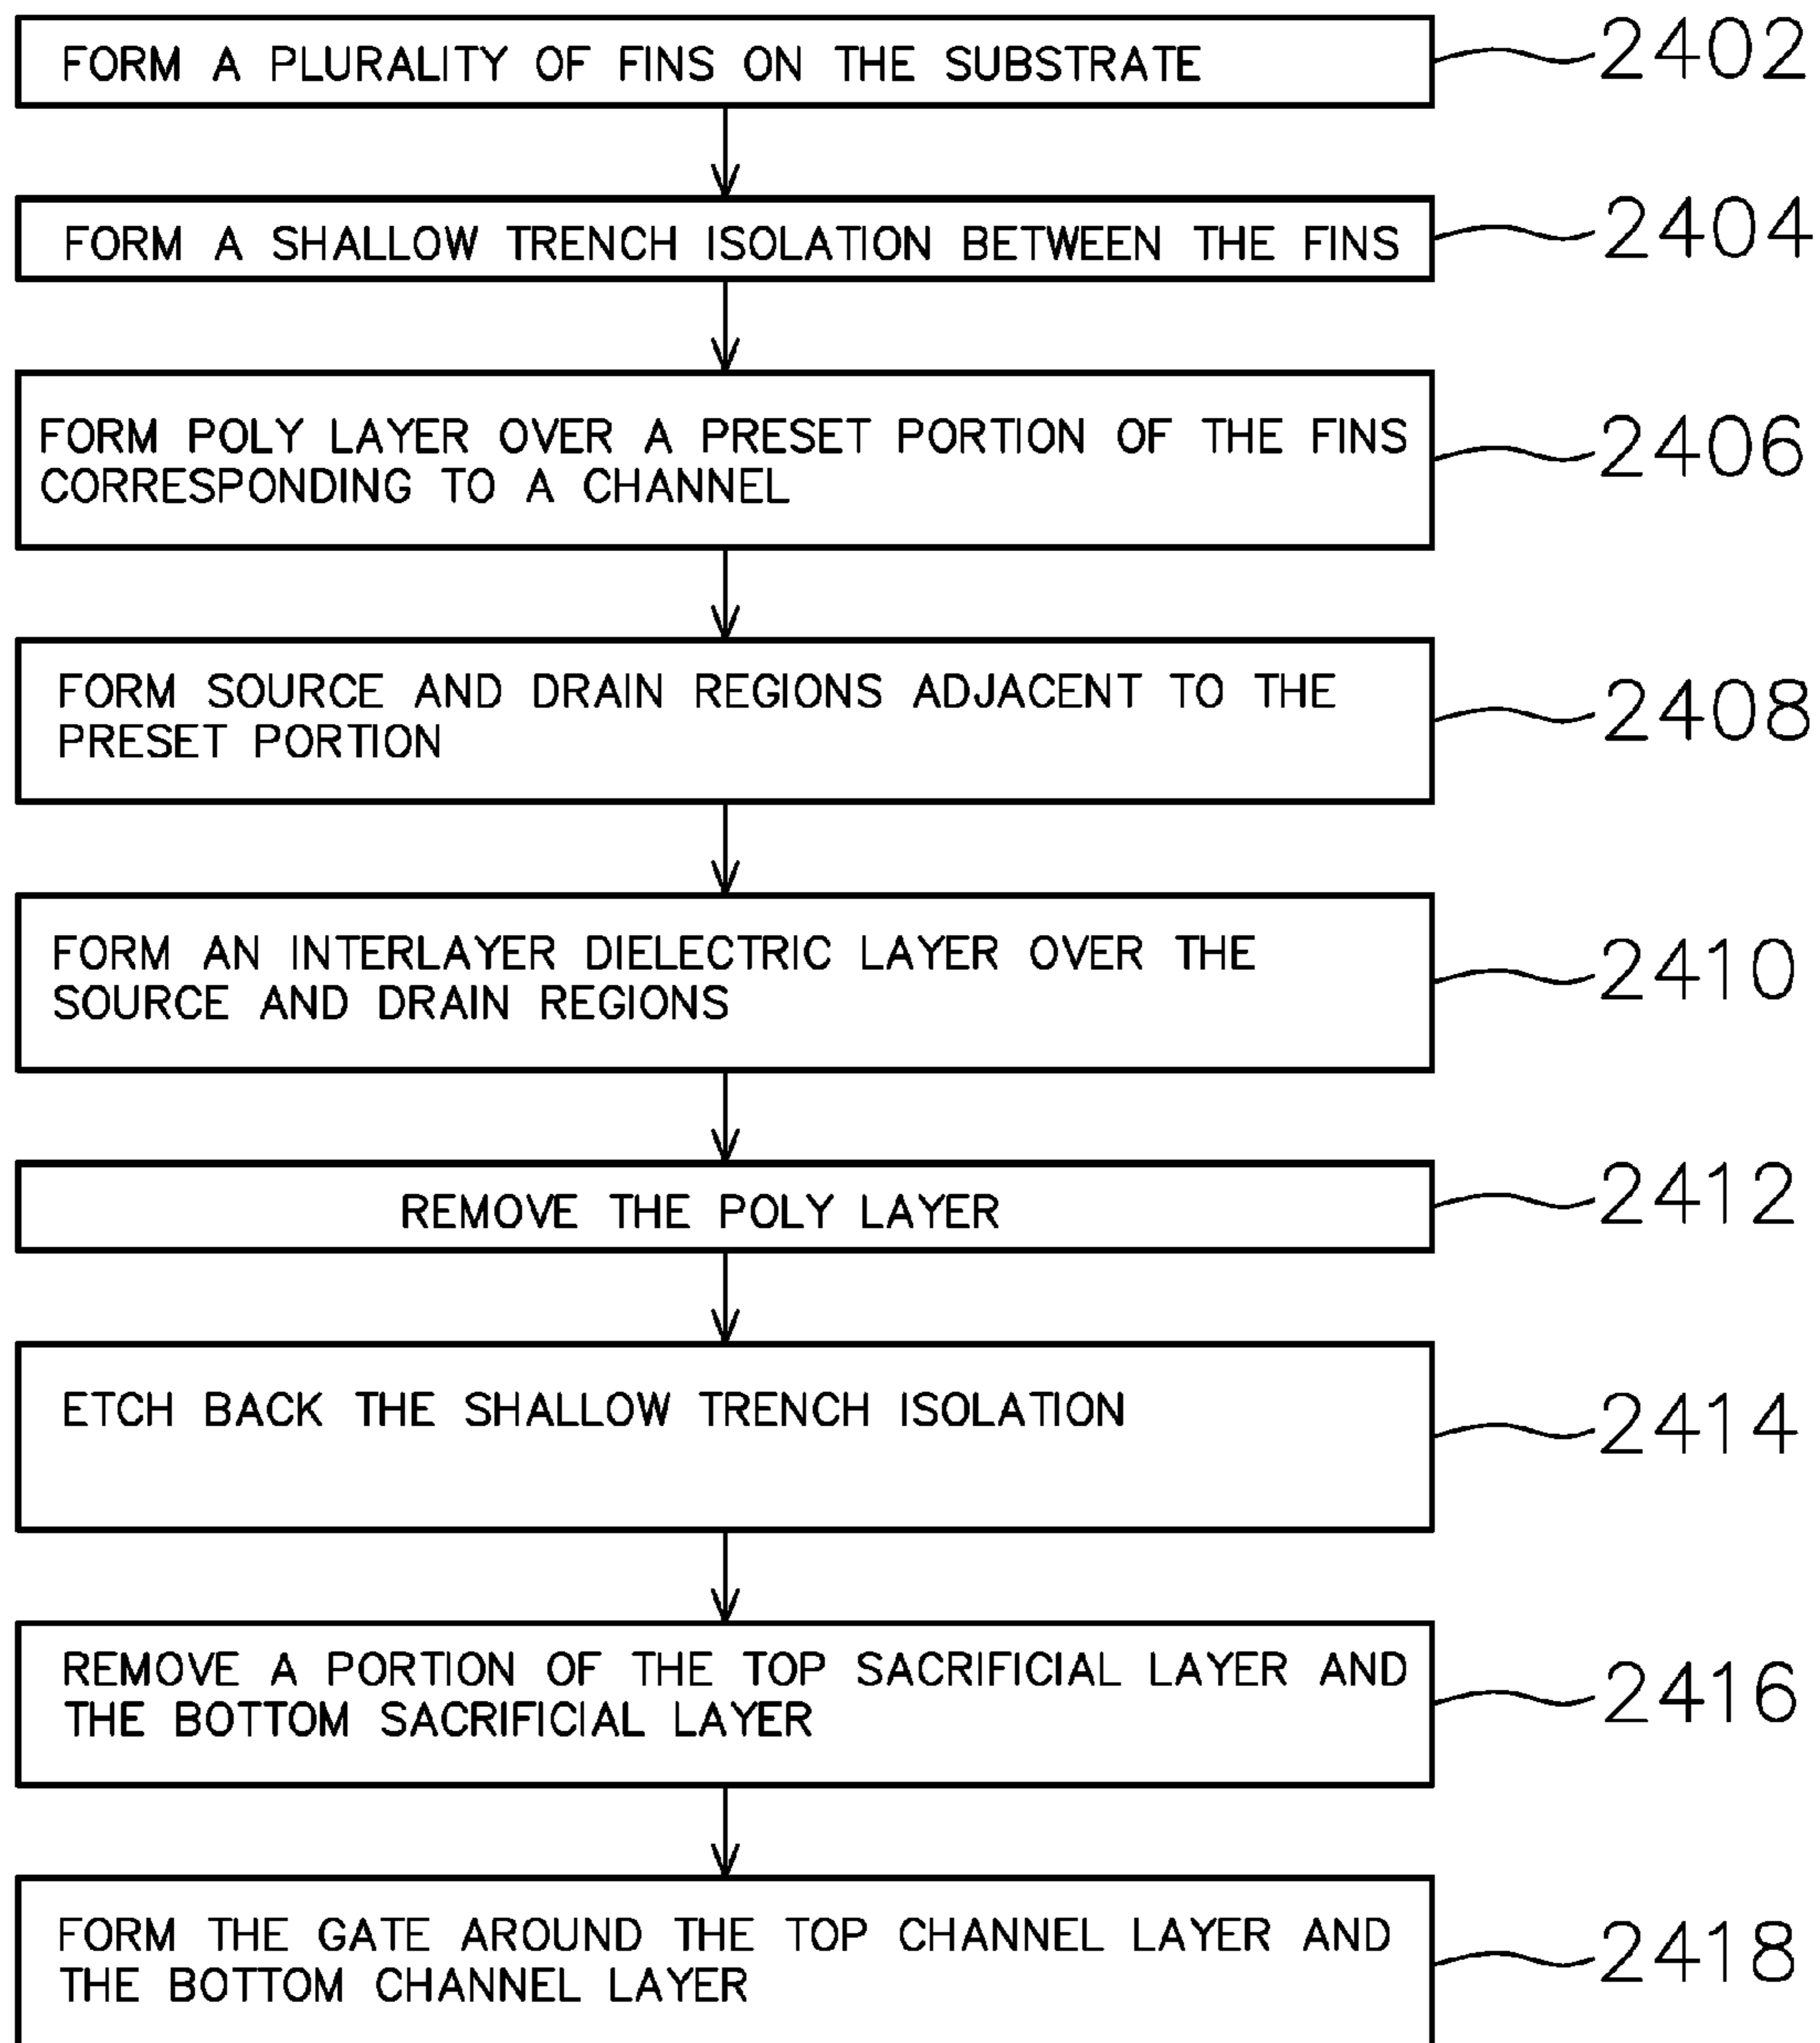 FORM A PLURALITY OF FINS ON THE SUBSTRATE
2402
FORM A SHALLOW TRENCH ISOLATION BETWEEN THE FINS
2404
FORM POLY LAYER OVER A PRESET PORTION OF THE FINS
CORRESPONDING TO A CHANNEL
2406
FORM SOURCE AND DRAIN REGIONS ADJACENT TO THE
PRESET PORTION
2408
FORM AN INTERLAYER DIELECTRIC LAYER OVER THE
SOURCE AND DRAIN REGIONS
2410
REMOVE THE POLY LAYER
2412
ETCH BACK THE SHALLOW TRENCH ISOLATION
2414
REMOVE A PORTION OF THE TOP SACRIFICIAL LAYER AND
THE BOTTOM SACRIFICIAL LAYER
2416
FORM THE GATE AROUND THE TOP CHANNEL LAYER AND
THE BOTTOM CHANNEL LAYER
2418